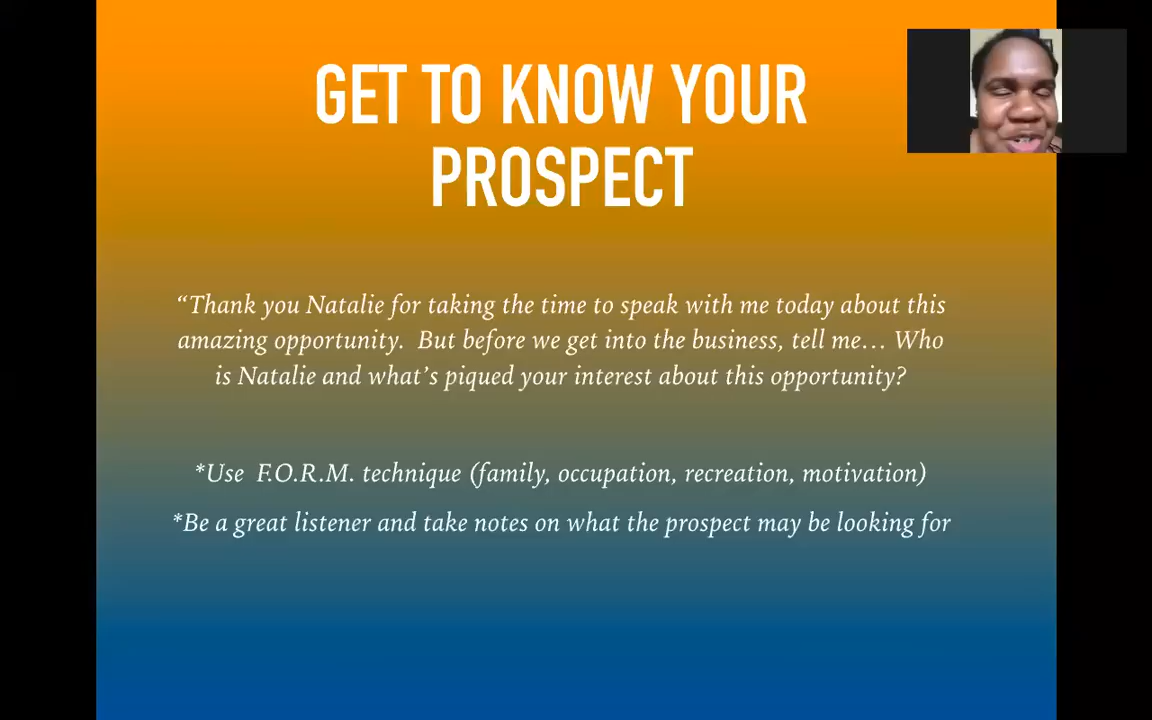 GET TO KNOW YOUR
PROSPECT
“Thank you Natalie for taking the time to speak with me today about this
amazing opportunity.  But before we get into the business, tell me… Who
is Natalie and what’s piqued your interest about this opportunity?
*Use  F.O.R.M. technique (family, occupation, recreation, motivation)
*Be a great listener and take notes on what the prospect may be looking for